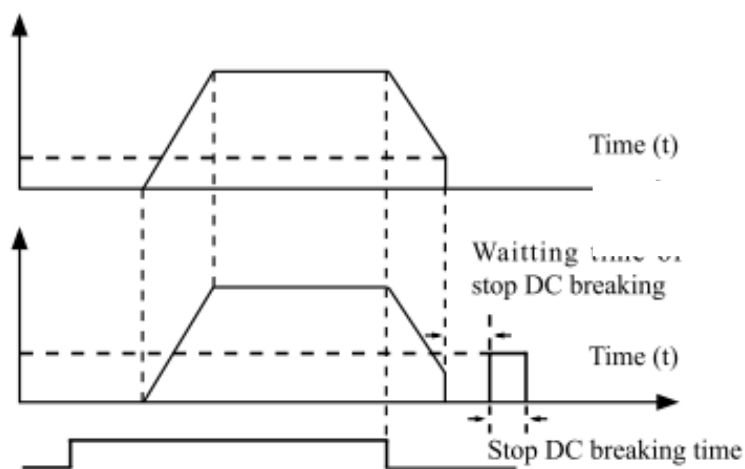 Time (t)
Waitting
stop DC breaking
Time (t)
Stop DC breaking time